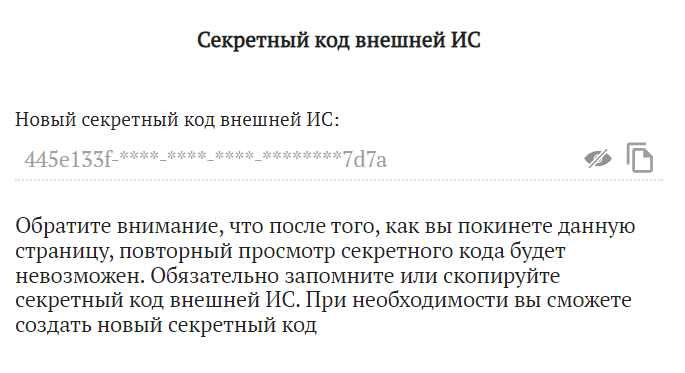 Секретный код внешней ИС
Новый секретный код внешней ИС:
445e133f-****-****-****-********7d7a
Обратите внимание, что после того, как вы покинете данную
страницу, повторный просмотр секретного кода будет
невозможен. Обязательно запомните или скопируйте
секретный код внешней ИС. При необходимости вы сможете
создать новый секретный код